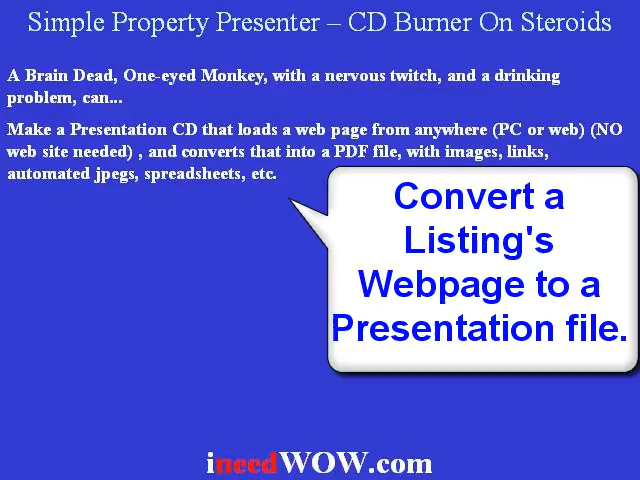 Simple Property Presenter – CD Burner On Steroids
A Brain Dead, One-eyed Monkey, with a nervous twitch, and a drinking
problem, can...
Make a Presentation CD that loads a web page from anywhere (PC or web) (NO
web site needed) , and converts that into a PDF file, with images, links,
automated jpegs, spreadsheets, etc.
Convert a
Listing's
Webpage to a
Presentation file.
ineedWOW.com